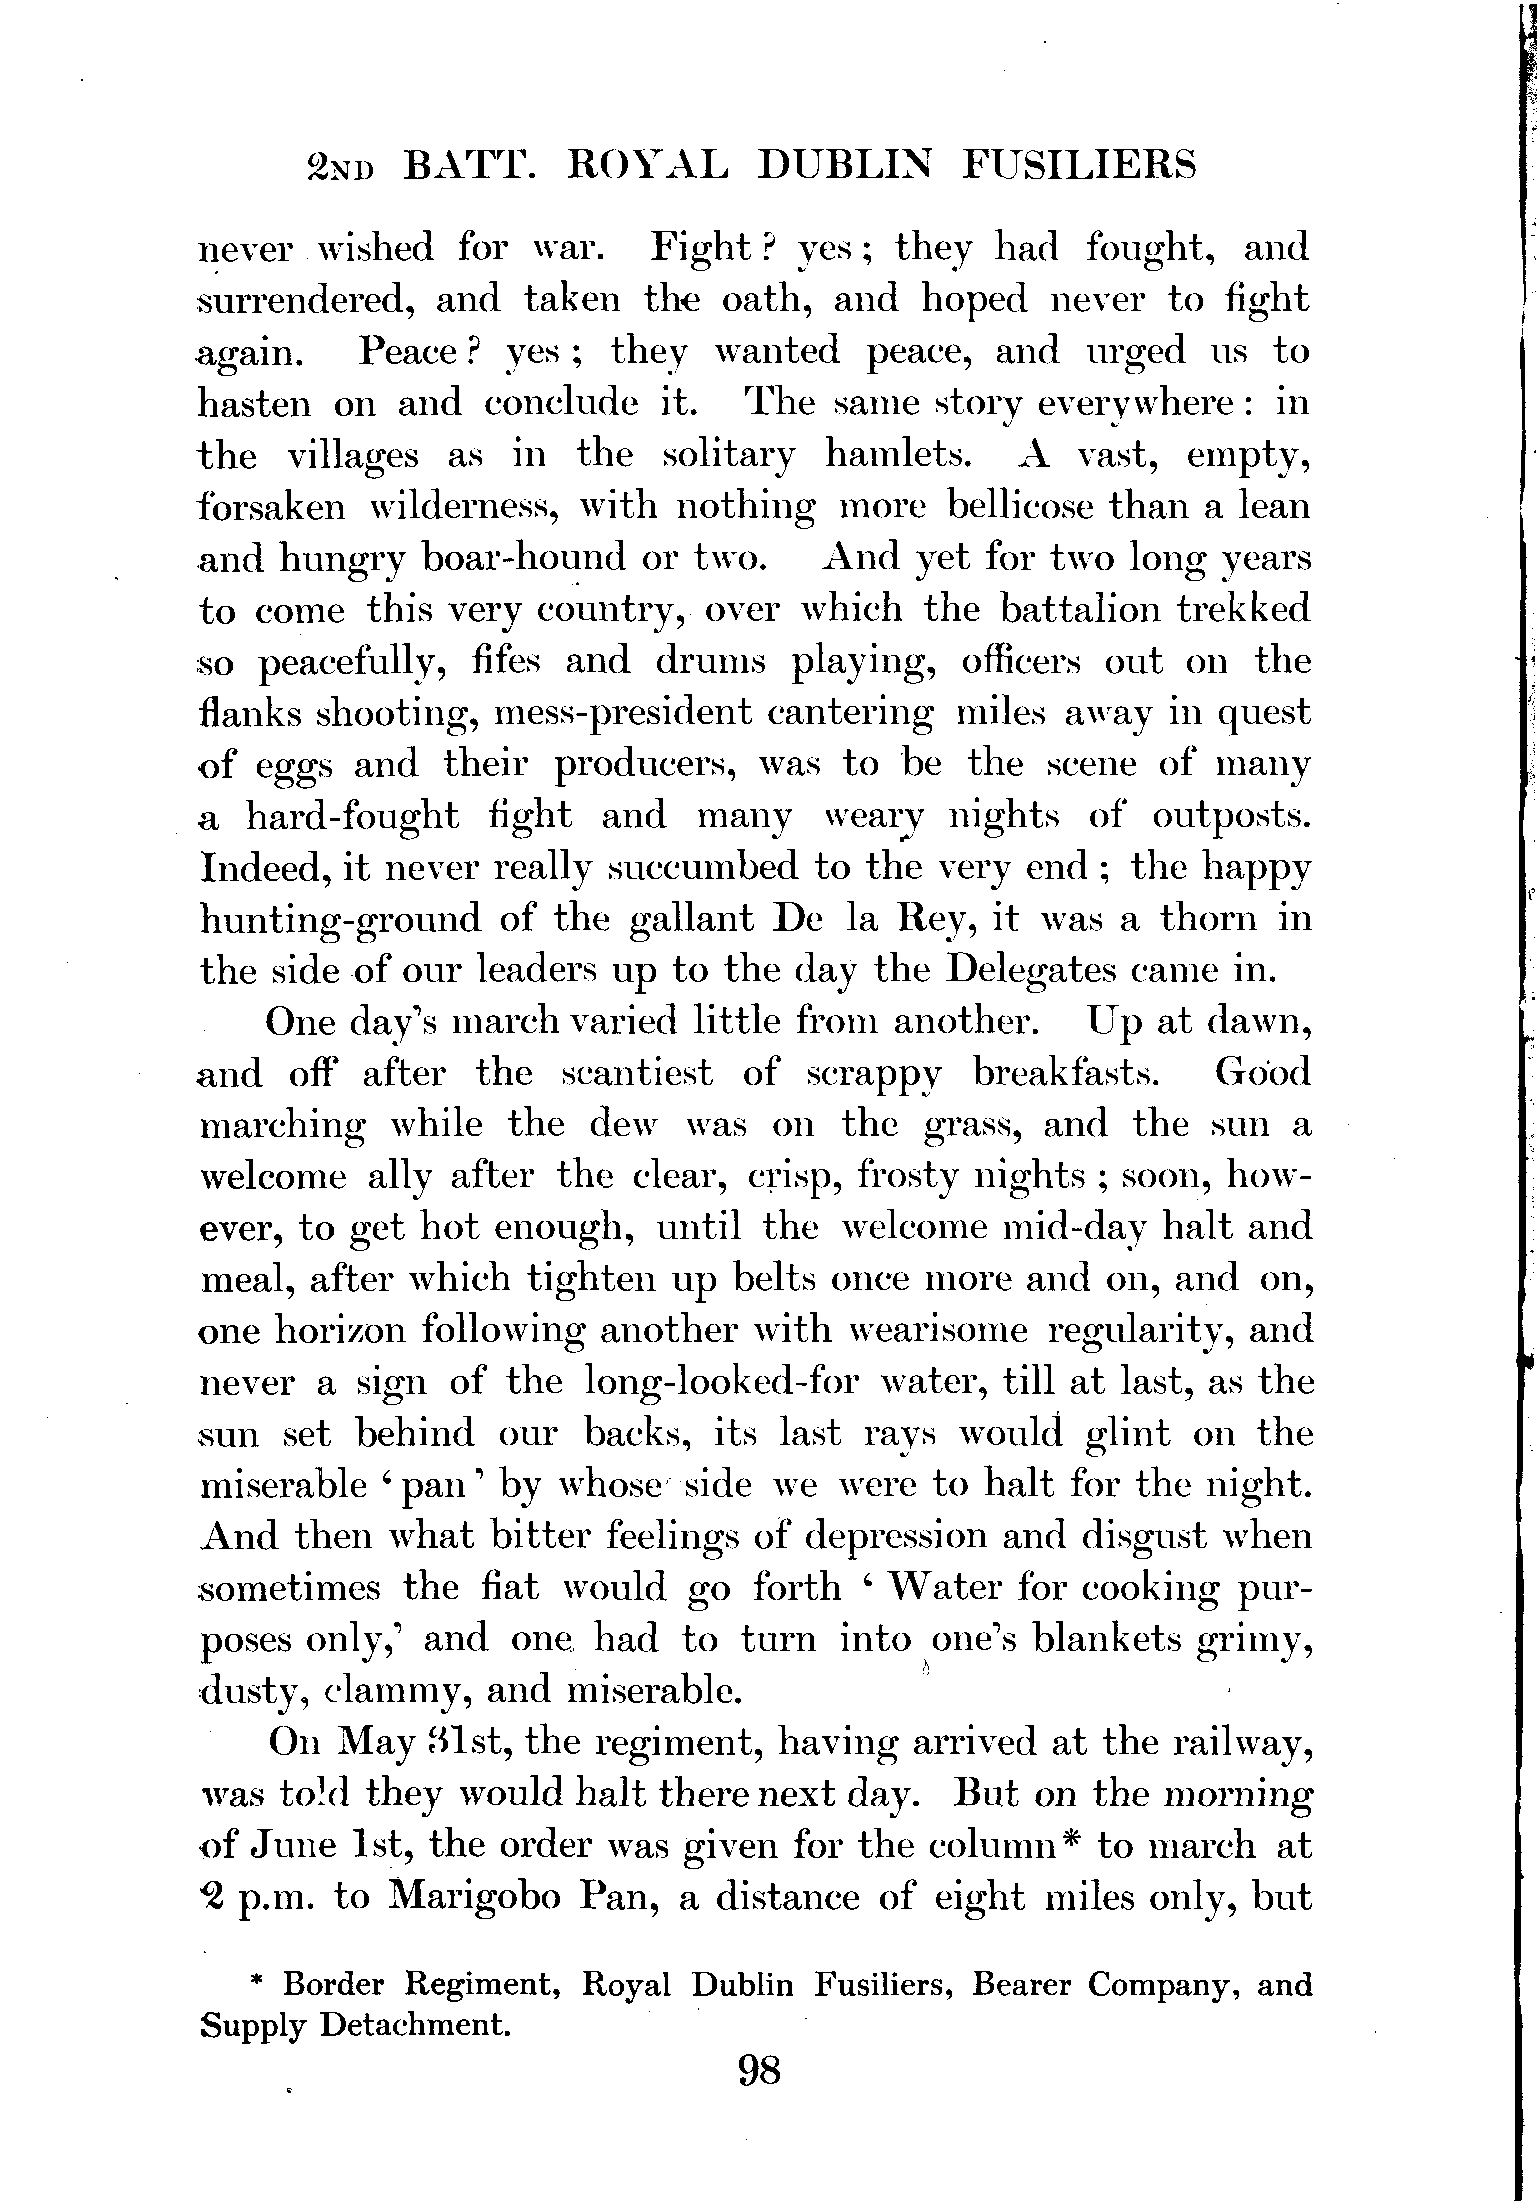 2ND BATT. ROYAL DUBLIN FUSILIERS
never wished for war. Fight? yes; they had fought, and
surrendered, and taken the oath, and hoped never to fight
again. Peace? yes; they wanted peace, and urged us to
hasten on and conclude it. The same story everywhere: in
the villages as in the solitary hamlets. A vast, empty,
forsaken wilderness, with nothing more bellicose than a lean
and hungry boar-hound or two. And yet for two long years
to come this very country, over which the battalion trekked
so peacefully, fifes and drums playing, officers out on the
flanks shooting, mess-president cantering miles away in quest
of eggs and their producers, was to be the scene of many
a hard-fought fight and many weary nights of outposts.
Indeed, it never really succumbed to the very end; the happy
hunting-ground of the gallant De la Rey, it was a thorn in
the side of our leaders up to the day the Delegates came in.
One day's march varied little from another. Up at dawn,
and off after the scantiest of scrappy breakfasts. Good
marching while the dew was on the grass, and the sun a
welcome ally after the clear, crisp, frosty nights; soon, how-
ever, to get hot enough, until the welcome mid-day halt and
meal, after which tighten up belts once more and on, and on,
one horizon following another with wearisome regularity, and
never a sign of the long-looked-for water, till at last, as the
sun set behind our backs, its last rays would glint on the
miserable 'pan' by whose side we were to halt for the night.
And then what bitter feelings of depression and disgust when
sometimes the fiat would go forth 'Water for cooking pur-
poses only,' and one had to turn into one's blankets grimy,
dusty, clammy, and miserable.
On May 31st, the regiment, having arrived at the railway,
was told they would halt there next day. But on the morning
of June 1st, the order was given for the column* to march at
2 p.m. to Marigobo Pan, a distance of eight miles only, but
* Border Regiment, Royal Dublin Fusiliers, Bearer Company, and
Supply Detachment.
98